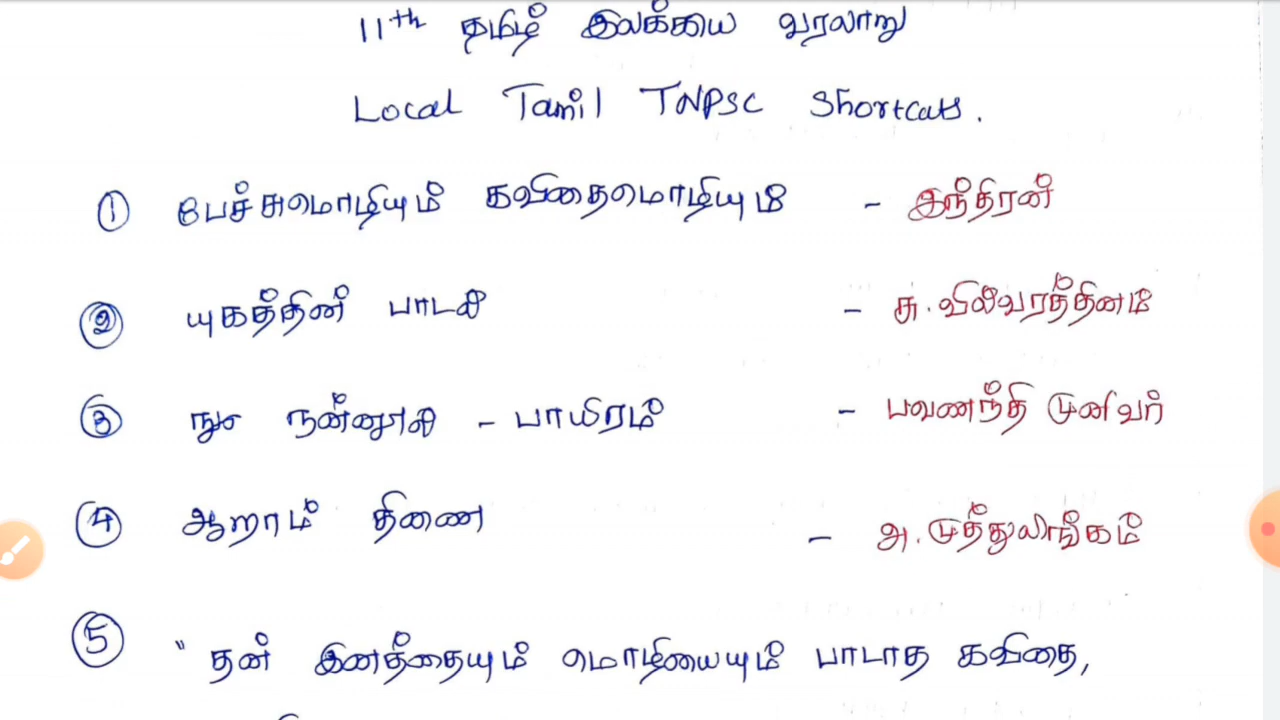 11th தமிழ் இலக்கிய வரலாறு
Local Tamil TNPSC Shortcuts.
① பேச்சுமொழியும் கவிதைமொழியும் - இந்திரன்
② யுகத்தின் பாடல் - சு.வில்வரத்தினம்
③ நன்னூல் - பாயிரம் - பவணந்தி முனிவர்
④ ஆறாம் திணை - அ.முத்துலிங்கம்
⑤ "தன் இனத்தையும் மொழியையும் பாடாத கவிதை,